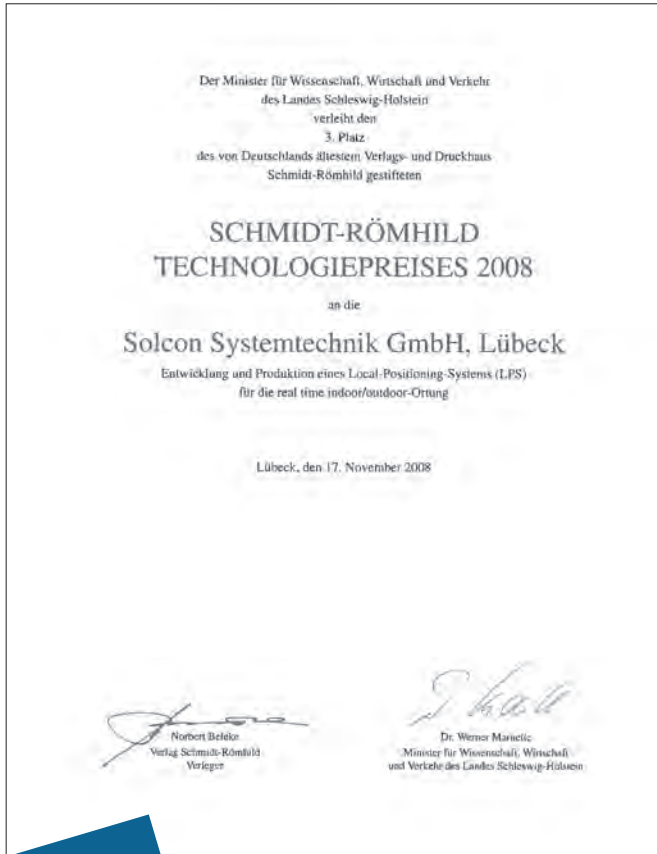 Der Minister für Wissenschaft, Wirtschaft und Verkehr
des Landes Schleswig-Holstein
verleiht den
3. Platz
des von Deutschlands ältestem Verlags- und Druckhaus
Schmidt-Römhild gestifteten
SCHMIDT-RÖMHILD
TECHNOLOGIEPREISES 2008
an die
Solcon Systemtechnik GmbH, Lübeck
Entwicklung und Produktion eines Local-Positioning-Systems (LPS)
für die real time indoor/outdoor-Ortung
Lübeck, den 17. November 2008
Norbert Beleke
Verlag Schmidt-Römhild
Verleger
Dr. Werner Marnette
Minister für Wissenschaft, Wirtschaft
und Verkehr des Landes Schleswig-Holstein